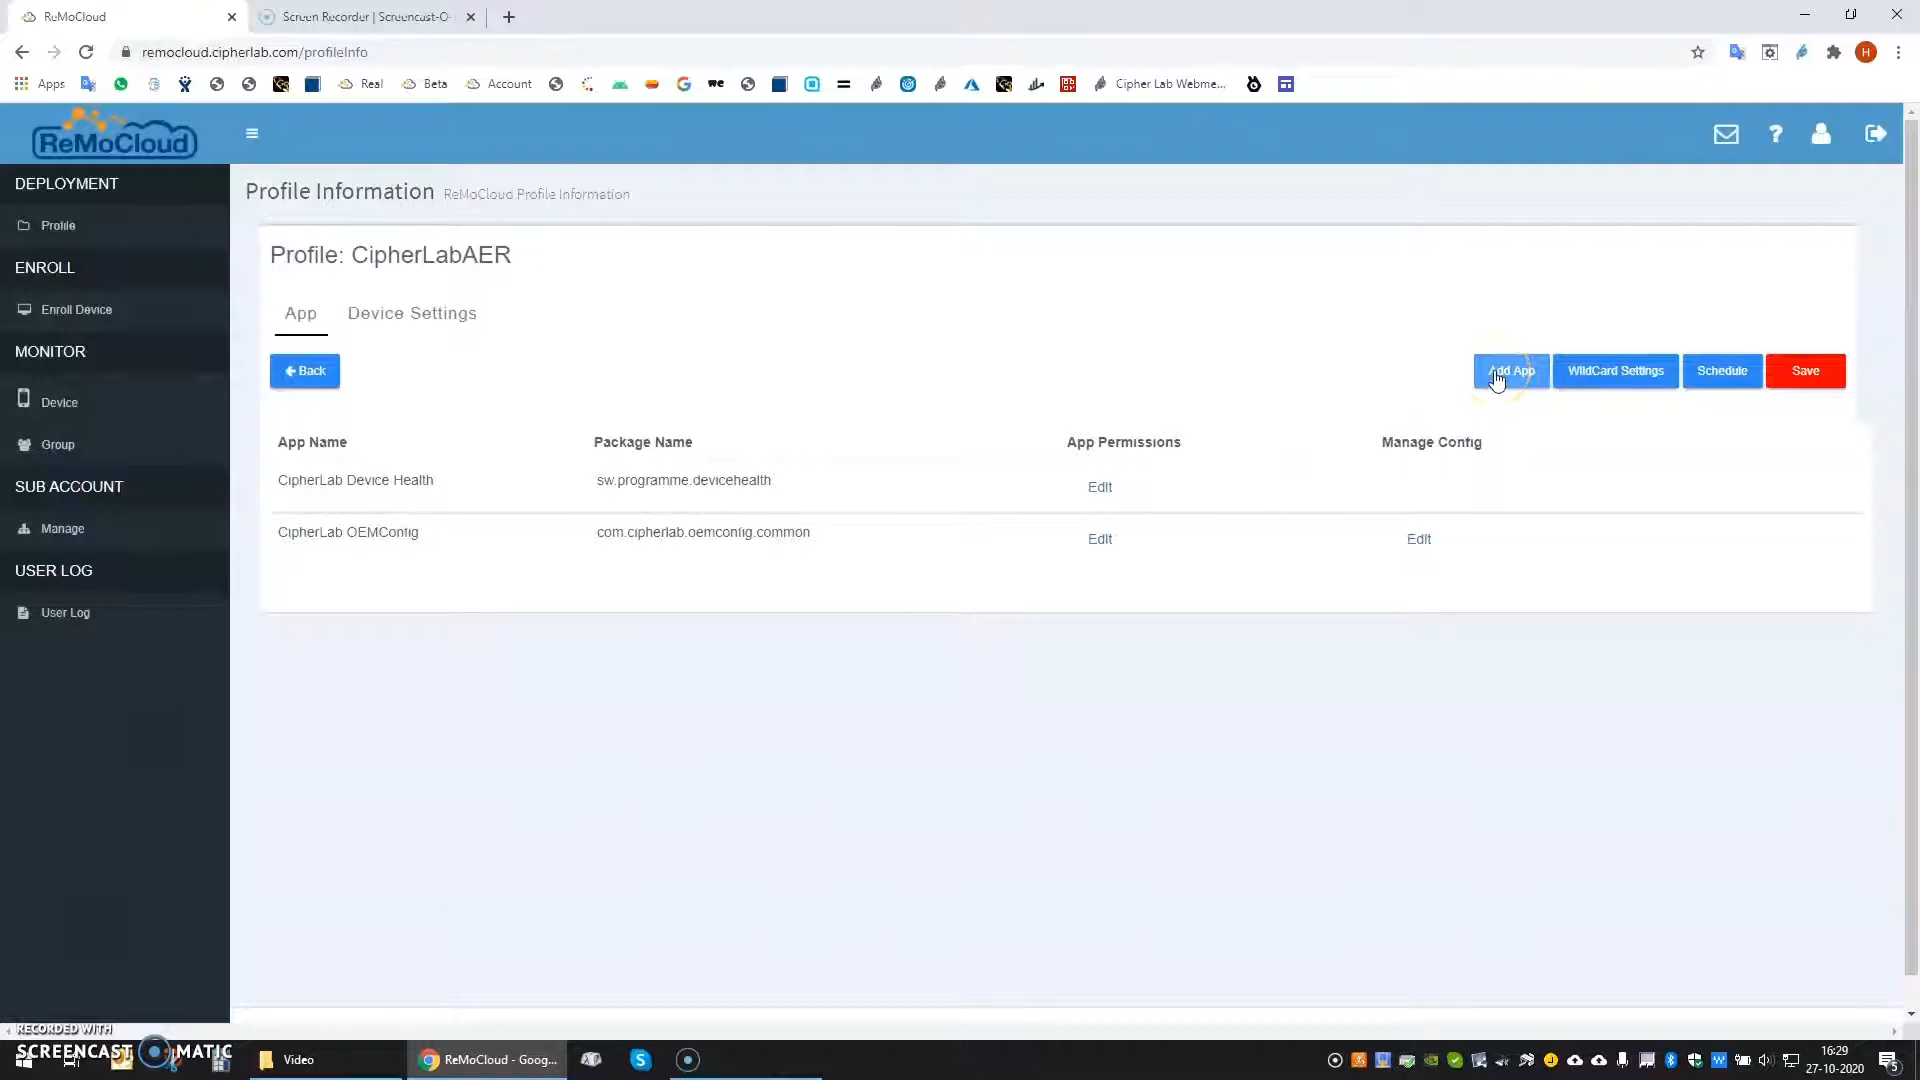 ReMoCloud
Screen Recorder | Screencast-O-
remocloud.cipherlab.com/profileInfo
H
Apps
Real
Beta
Account
we
Cipher Lab Webme...
ReMoCloud
DEPLOYMENT
Profile
ENROLL
Enroll Device
MONITOR
Device
Group
SUB ACCOUNT
Manage
USER LOG
User Log
Profile Information ReMoCloud Profile Information
Profile: CipherLabAER
App Device Settings
Back
Add App
WildCard Settings
Schedule
Save
App Name Package Name App Permissions Manage Config
CipherLab Device Health sw.programme.devicehealth Edit
CipherLab OEMConfig com.cipherlab.oemconfig.common Edit Edit
RECORDED WITH
SCREENCAST MATIC
Video
ReMoCloud - Goog...
16:29
27-10-2020
5